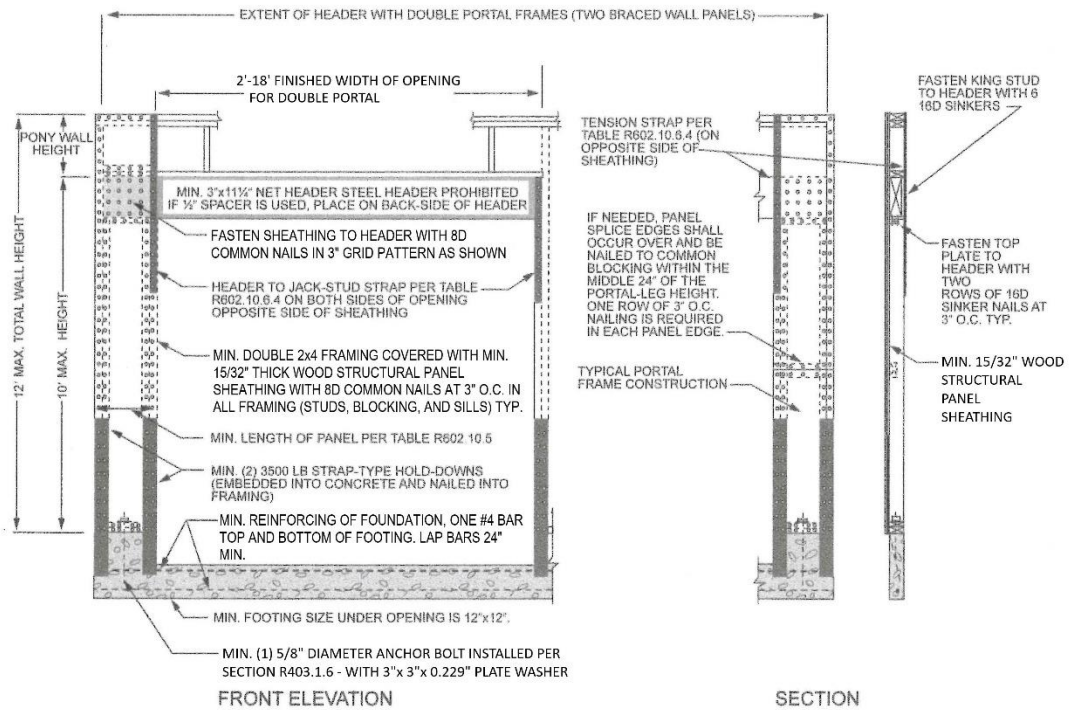 EXTENT OF HEADER WITH DOUBLE PORTAL FRAMES (TWO BRACED WALL PANELS)
2'-18' FINISHED WIDTH OF OPENING
FOR DOUBLE PORTAL
PONY WALL
HEIGHT
12' MAX. TOTAL WALL HEIGHT
10' MAX. HEIGHT
MIN. 3"x11¼" NET HEADER STEEL HEADER PROHIBITED
IF ½" SPACER IS USED, PLACE ON BACK-SIDE OF HEADER
FASTEN SHEATHING TO HEADER WITH 8D
COMMON NAILS IN 3" GRID PATTERN AS SHOWN
HEADER TO JACK-STUD STRAP PER TABLE
R602.10.6.4 ON BOTH SIDES OF OPENING
OPPOSITE SIDE OF SHEATHING
MIN. DOUBLE 2x4 FRAMING COVERED WITH MIN.
15/32" THICK WOOD STRUCTURAL PANEL
SHEATHING WITH 8D COMMON NAILS AT 3" O.C. IN
ALL FRAMING (STUDS, BLOCKING, AND SILLS) TYP.
MIN. LENGTH OF PANEL PER TABLE R602.10.5
MIN. (2) 3500 LB STRAP-TYPE HOLD-DOWNS
(EMBEDDED INTO CONCRETE AND NAILED INTO
FRAMING)
MIN. REINFORCING OF FOUNDATION, ONE #4 BAR
TOP AND BOTTOM OF FOOTING. LAP BARS 24"
MIN.
MIN. FOOTING SIZE UNDER OPENING IS 12"x12".
MIN. (1) 5/8" DIAMETER ANCHOR BOLT INSTALLED PER
SECTION R403.1.6 - WITH 3"x 3"x 0.229" PLATE WASHER
FRONT ELEVATION
TENSION STRAP PER
TABLE R602.10.6.4 (ON
OPPOSITE SIDE OF
SHEATHING)
IF NEEDED, PANEL
SPLICE EDGES SHALL
OCCUR OVER AND BE
NAILED TO COMMON
BLOCKING WITHIN THE
MIDDLE 24" OF THE
PORTAL-LEG HEIGHT.
ONE ROW OF 3" O.C.
NAILING IS REQUIRED
IN EACH PANEL EDGE.
TYPICAL PORTAL
FRAME CONSTRUCTION
FASTEN KING STUD
TO HEADER WITH 6
16D SINKERS
FASTEN TOP
PLATE TO
HEADER WITH
TWO
ROWS OF 16D
SINKER NAILS AT
3" O.C. TYP.
MIN. 15/32" WOOD
STRUCTURAL
PANEL
SHEATHING
SECTION